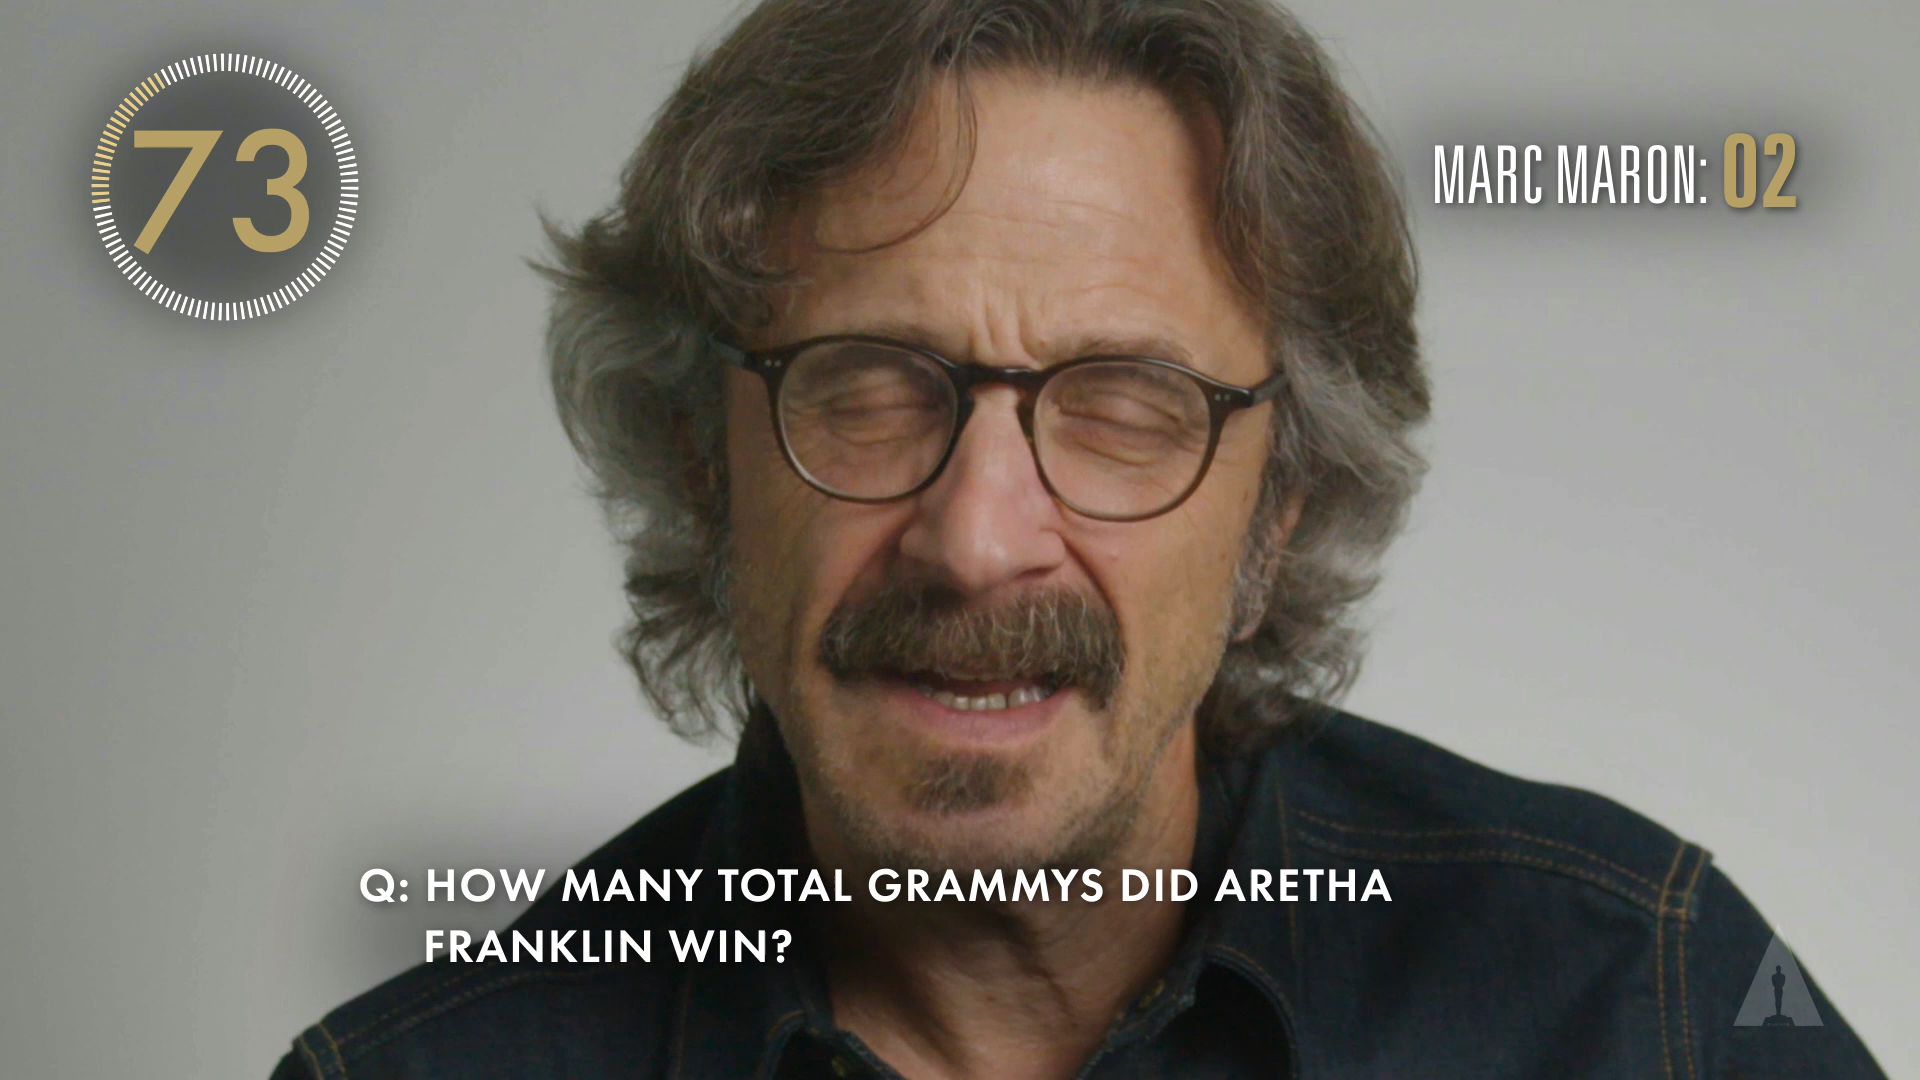 73
MARC MARON: 02
Q: HOW MANY TOTAL GRAMMYS DID ARETHA
FRANKLIN WIN?